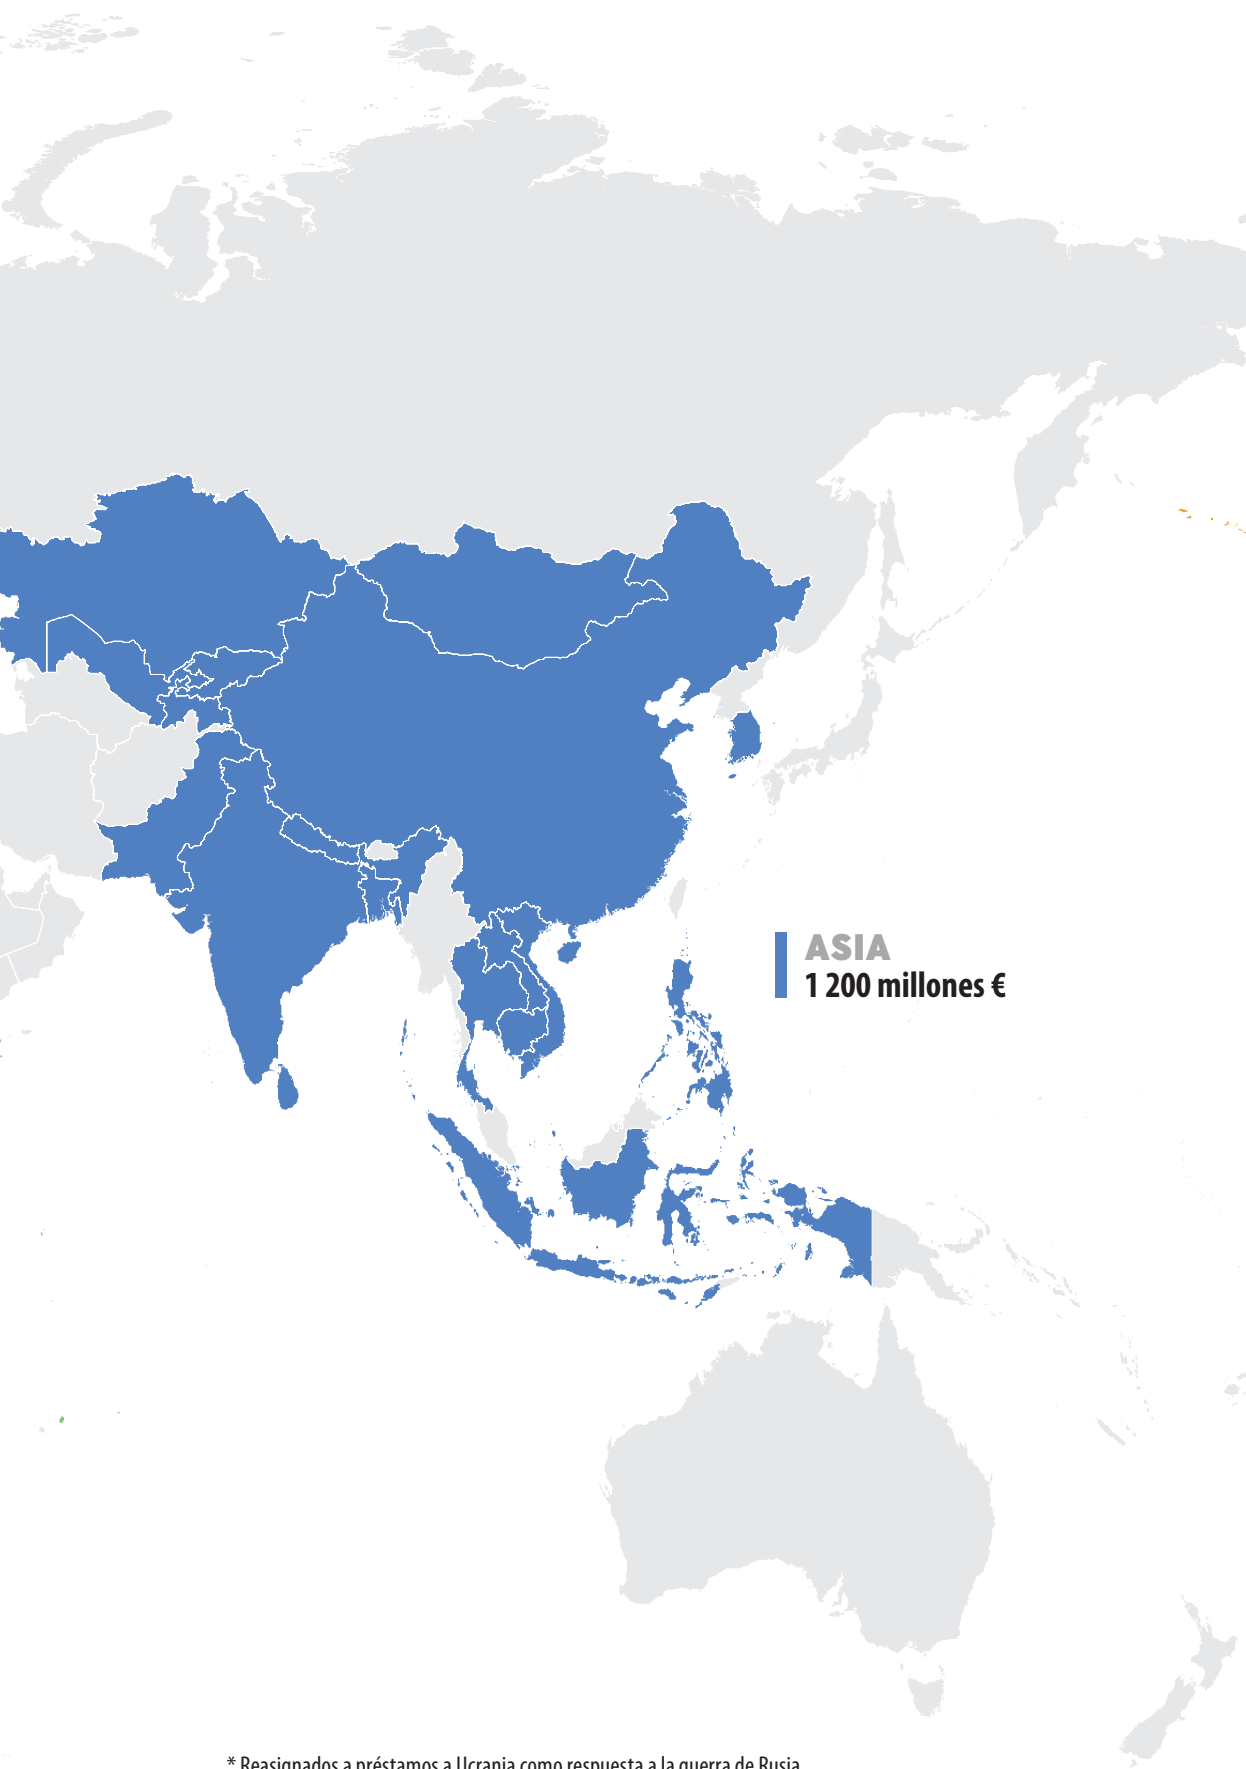 ASIA
1 200 millones €
* Reasignados a préstamos a Ucrania como respuesta a la guerra de Rusia